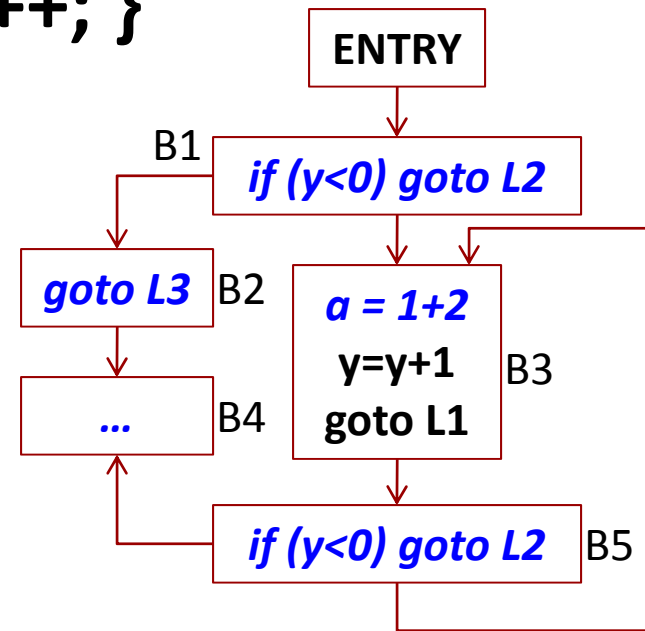 ++; }
ENTRY
B1
if (y<0) goto L2
goto L3 B2
a = 1+2
y=y+1
goto L1
B3
... B4
if (y<0) goto L2 B5